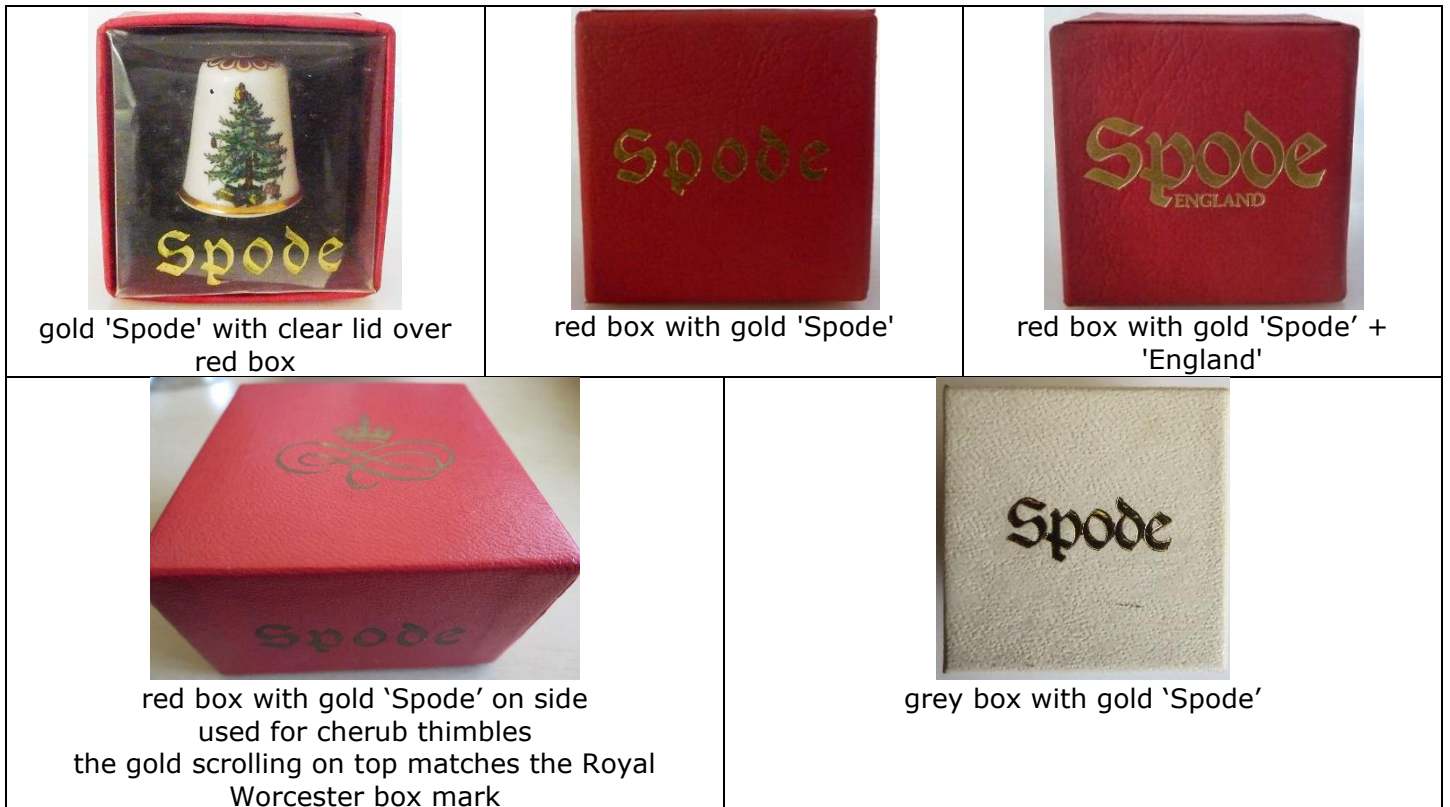 Spode
gold 'Spode' with clear lid over
red box
Spode
red box with gold 'Spode'
Spode
ENGLAND
red box with gold 'Spode’ +
'England'
Spode
red box with gold ‘Spode’ on side
used for cherub thimbles
the gold scrolling on top matches the Royal
Worcester box mark
Spode
grey box with gold ‘Spode’